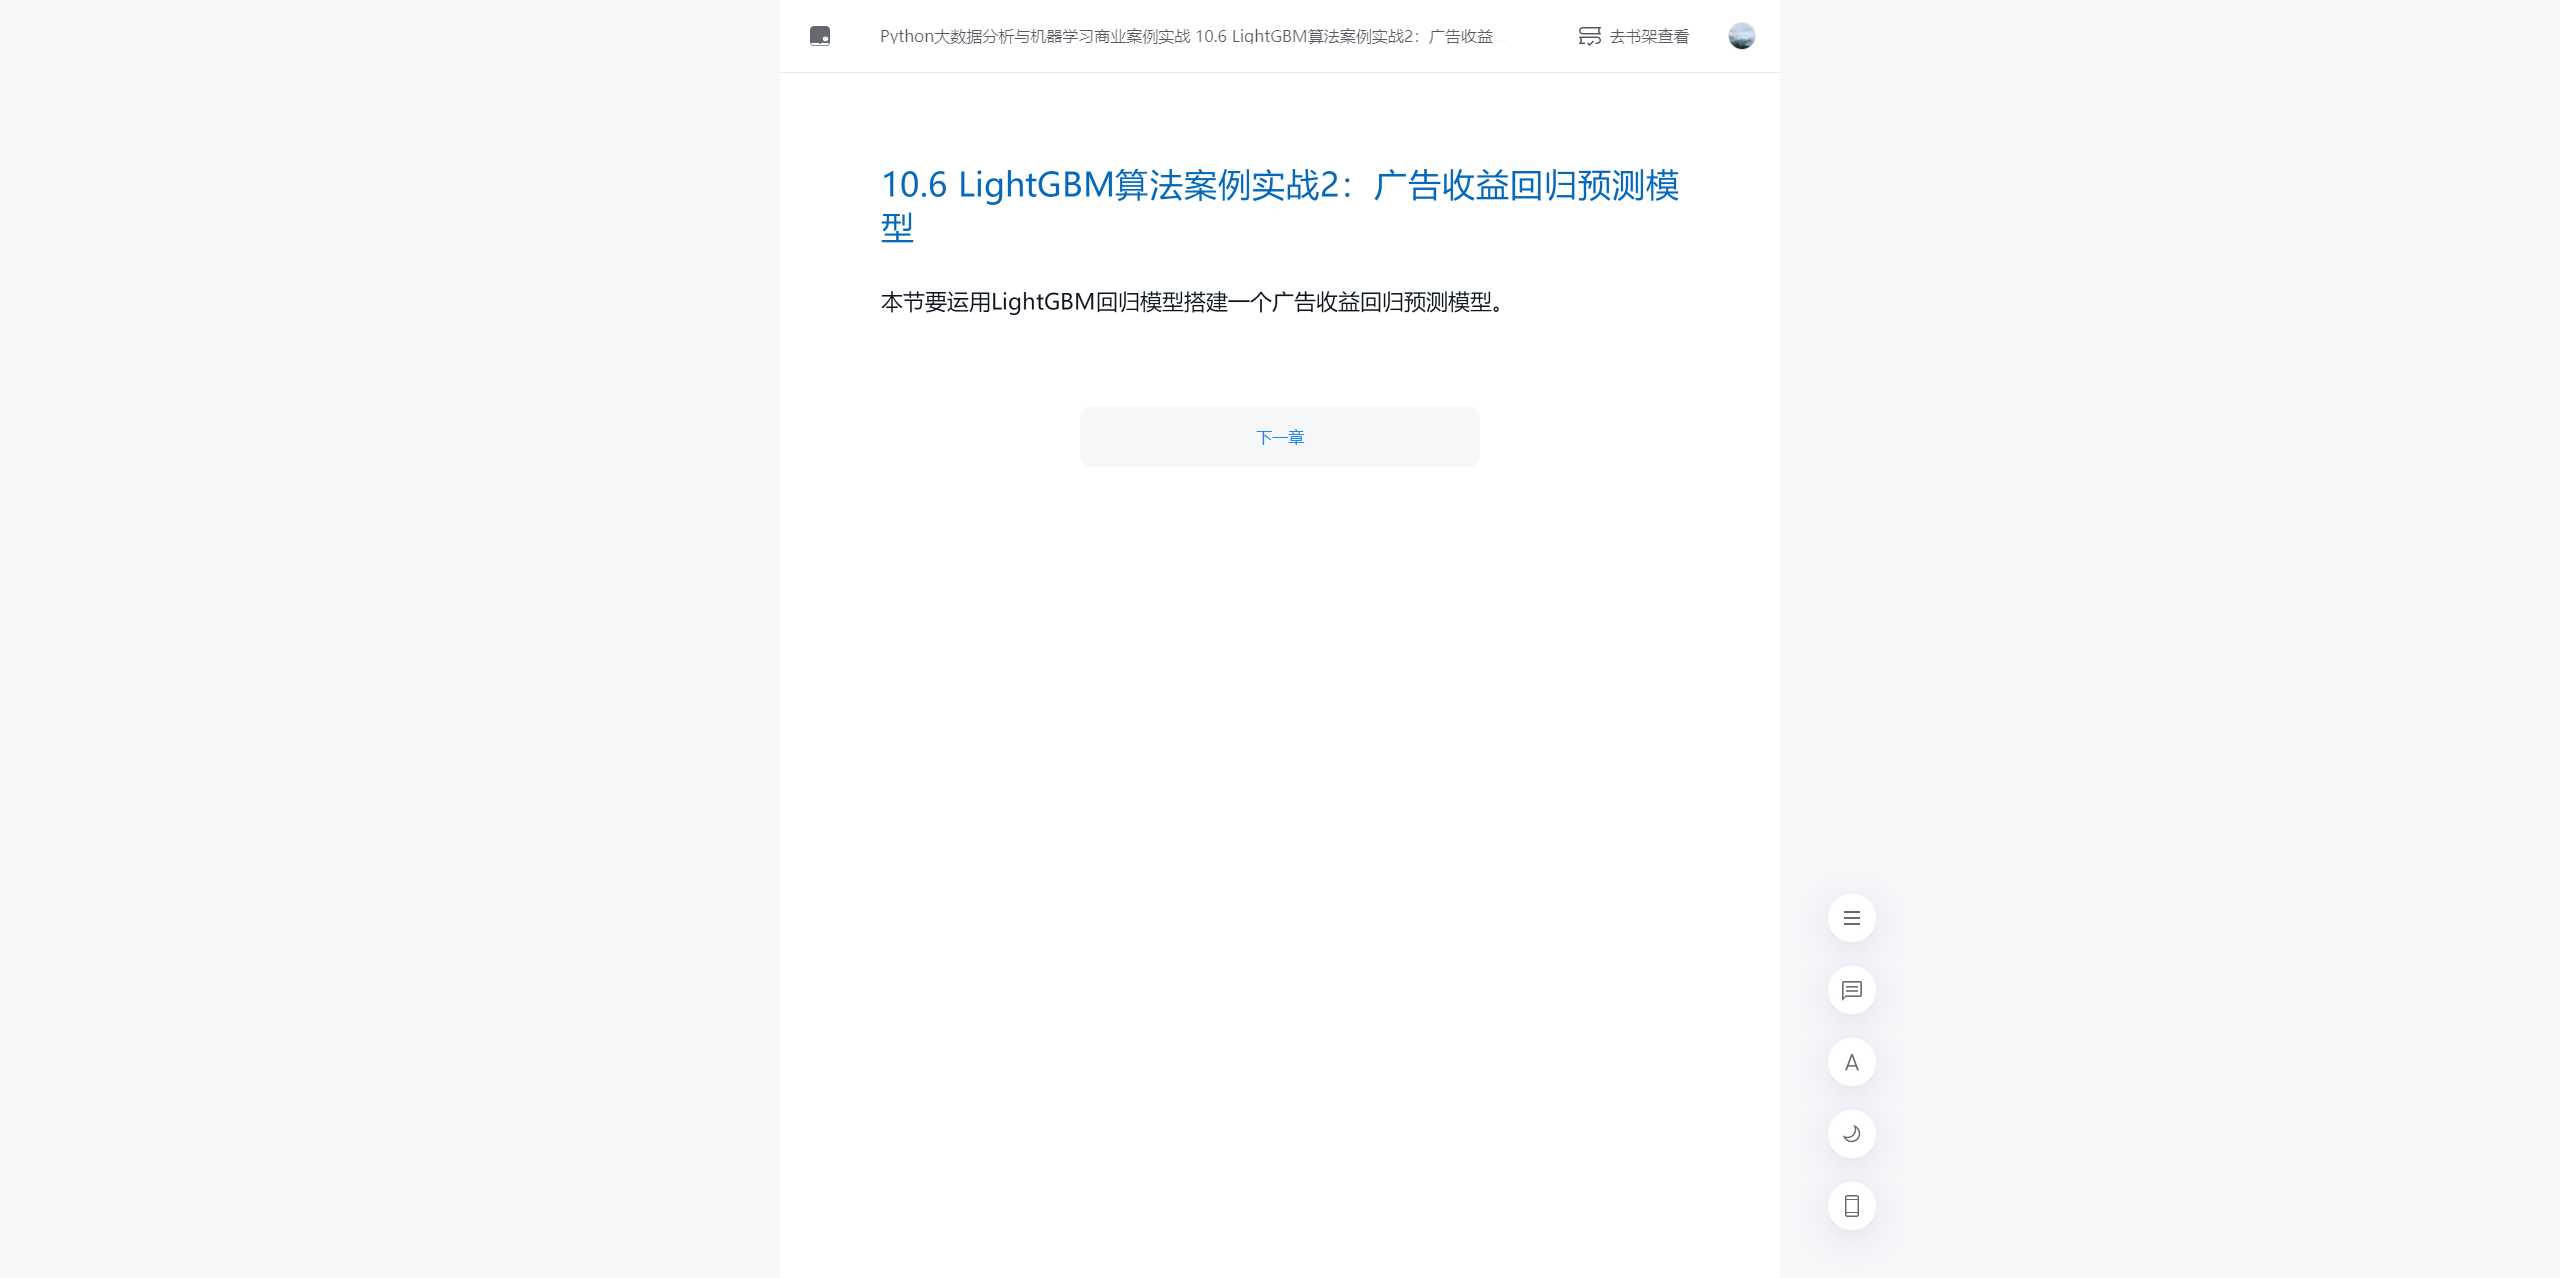 Python大数据分析与机器学习商业案例实战 10.6 LightGBM算法案例实战2：广告收益...
去书架查看
10.6 LightGBM算法案例实战2：广告收益回归预测模
型
本节要运用LightGBM回归模型搭建一个广告收益回归预测模型。
下一章
A